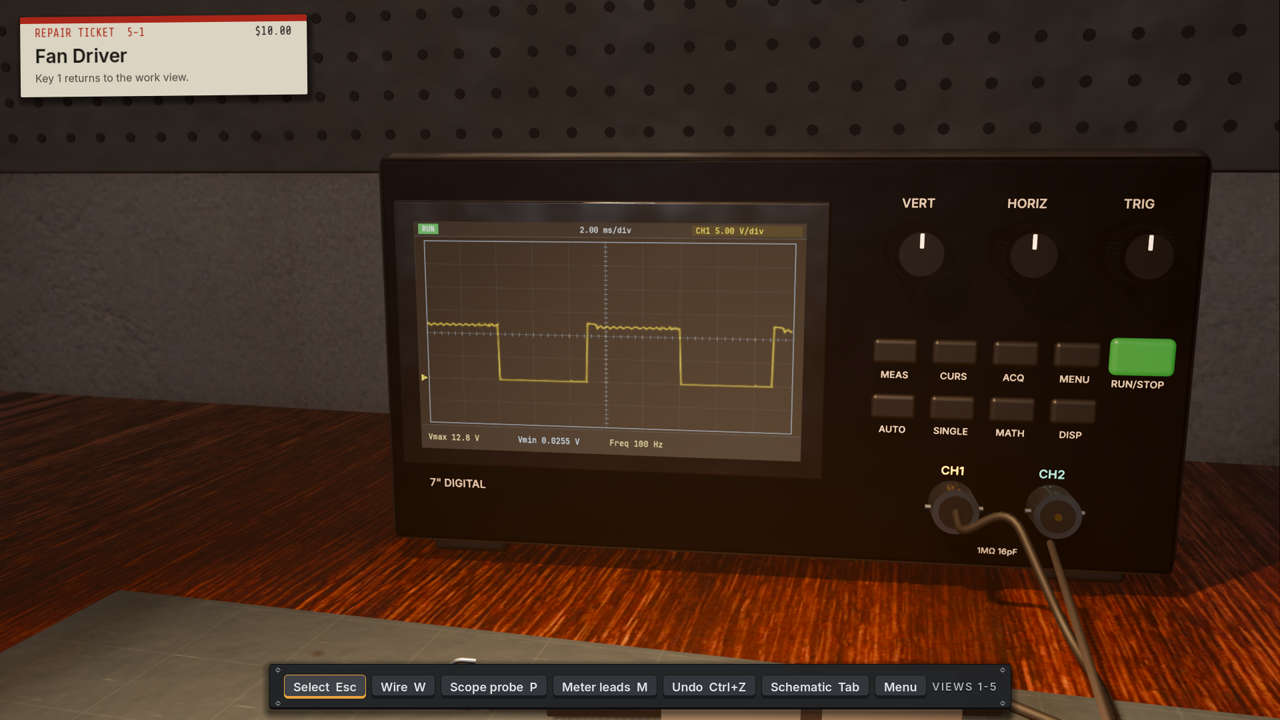 REPAIR TICKET 5-1 $10.00
Fan Driver
Key 1 returns to the work view.
VERT HORIZ TRIG
RUN 2.00 ms/div CH1 5.00 V/div
Vmax 12.8 V Vmin 0.0255 V Freq 100 Hz
MEAS CURS ACQ MENU RUN/STOP
AUTO SINGLE MATH DISP
7" DIGITAL
CH1 CH2
1MΩ 16pF
Select Esc Wire W Scope probe P Meter leads M Undo Ctrl+Z Schematic Tab Menu VIEWS 1-5